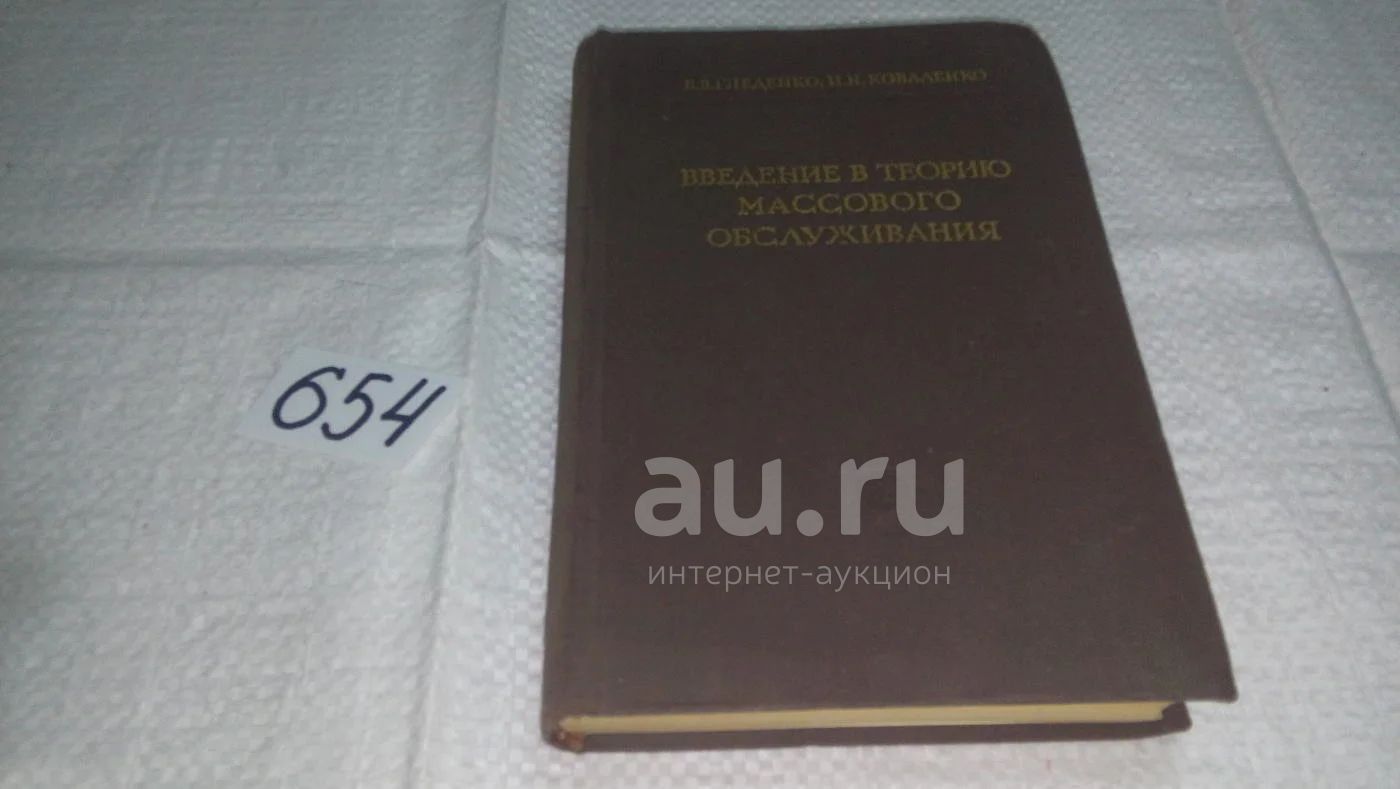 Б.В.ГНЕДЕНКО, И.Н. КОВАЛЕНКО
ВВЕДЕНИЕ В ТЕОРИЮ
МАССОВОГО
ОБСЛУЖИВАНИЯ
654
au.ru
интернет-аукцион